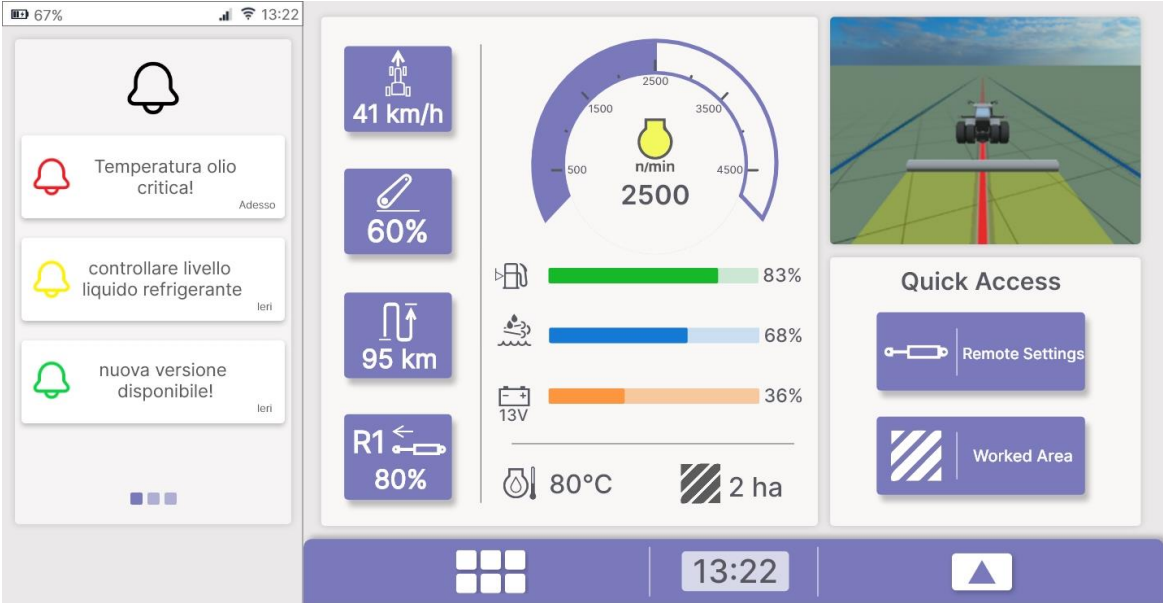 67%
13:22
Temperatura olio
critica!
Adesso
controllare livello
liquido refrigerante
Ieri
nuova versione
disponibile!
Ieri
41 km/h
60%
95 km
R1
80%
2500
1500
3500
500
4500
n/min
2500
83%
68%
36%
13V
80°C
2 ha
Quick Access
Remote Settings
Worked Area
13:22